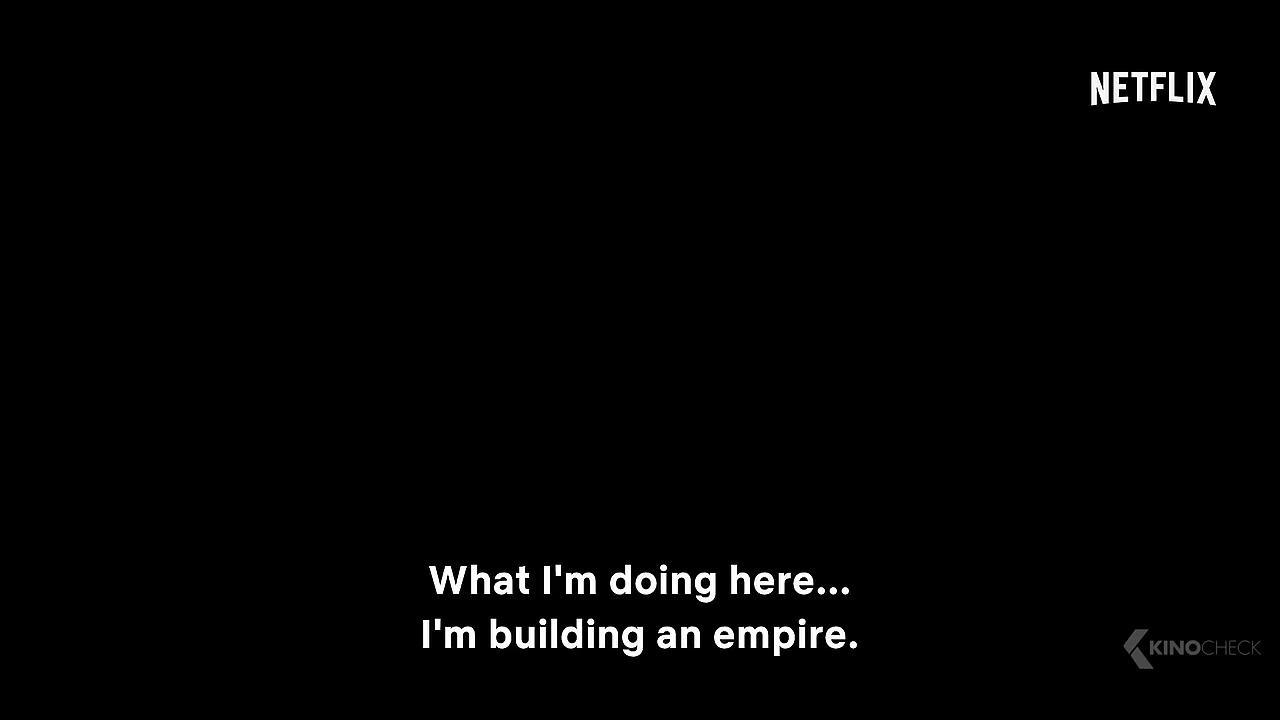 NETFLIX
What I'm doing here...
I'm building an empire.
KINOCHECK